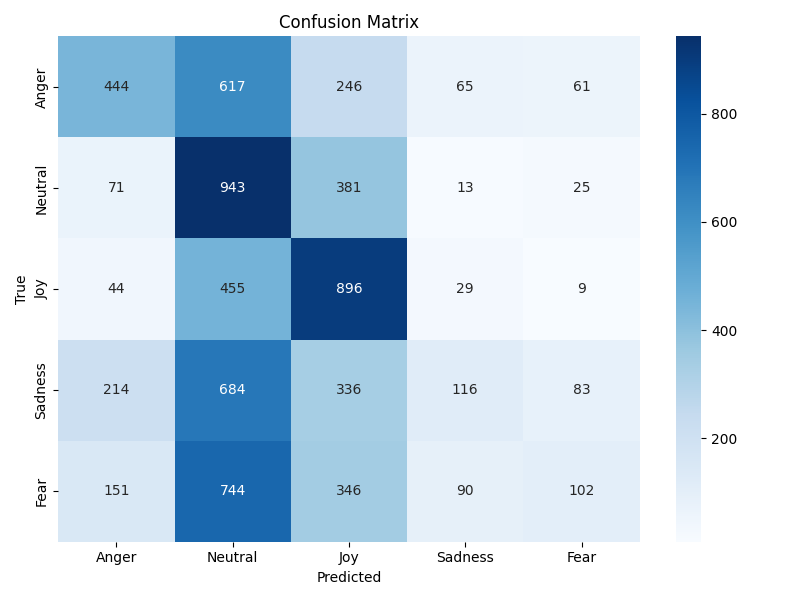 Confusion Matrix
Anger 444 617 246 65 61
Neutral 71 943 381 13 25
Joy 44 455 896 29 9
Sadness 214 684 336 116 83
Fear 151 744 346 90 102
True
Anger Neutral Joy Sadness Fear
Predicted
800
600
400
200